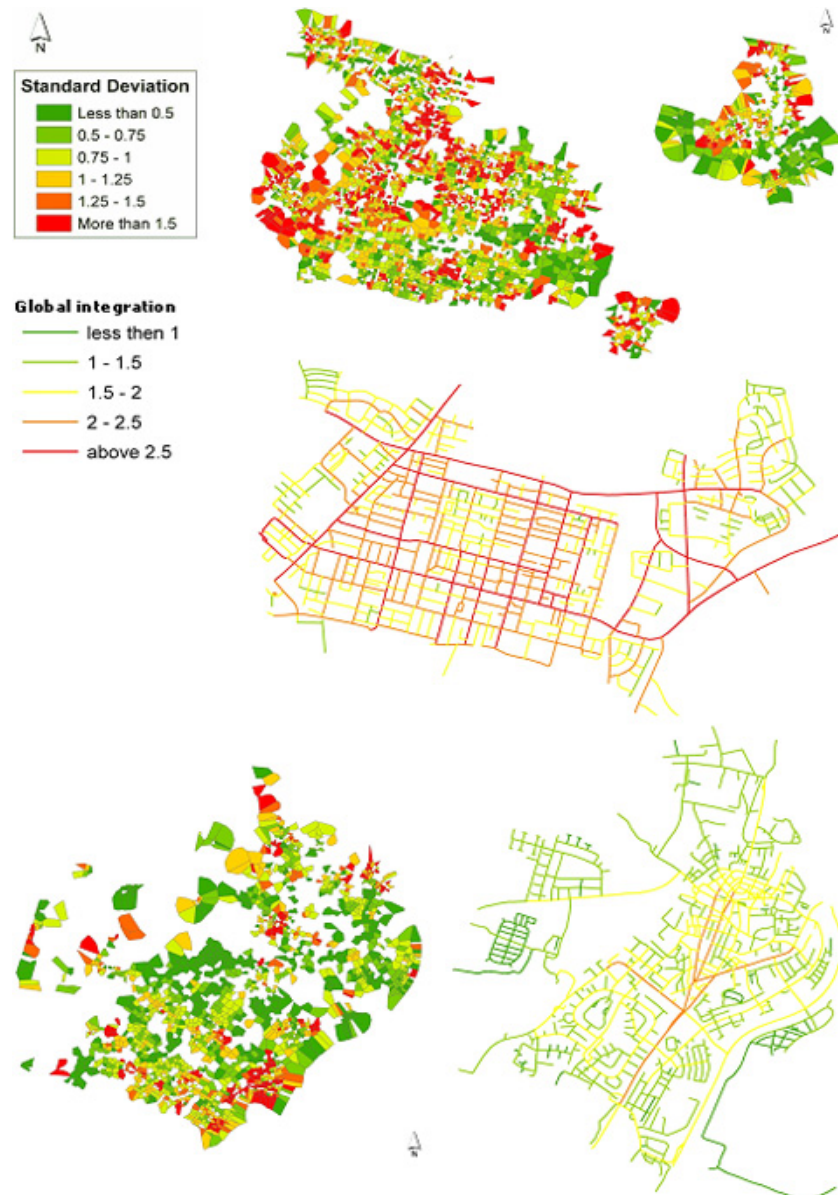 N
N
Standard Deviation
Less than 0.5
0.5 - 0.75
0.75 - 1
1 - 1.25
1.25 - 1.5
More than 1.5
Global integration
less then 1
1 - 1.5
1.5 - 2
2 - 2.5
above 2.5
N